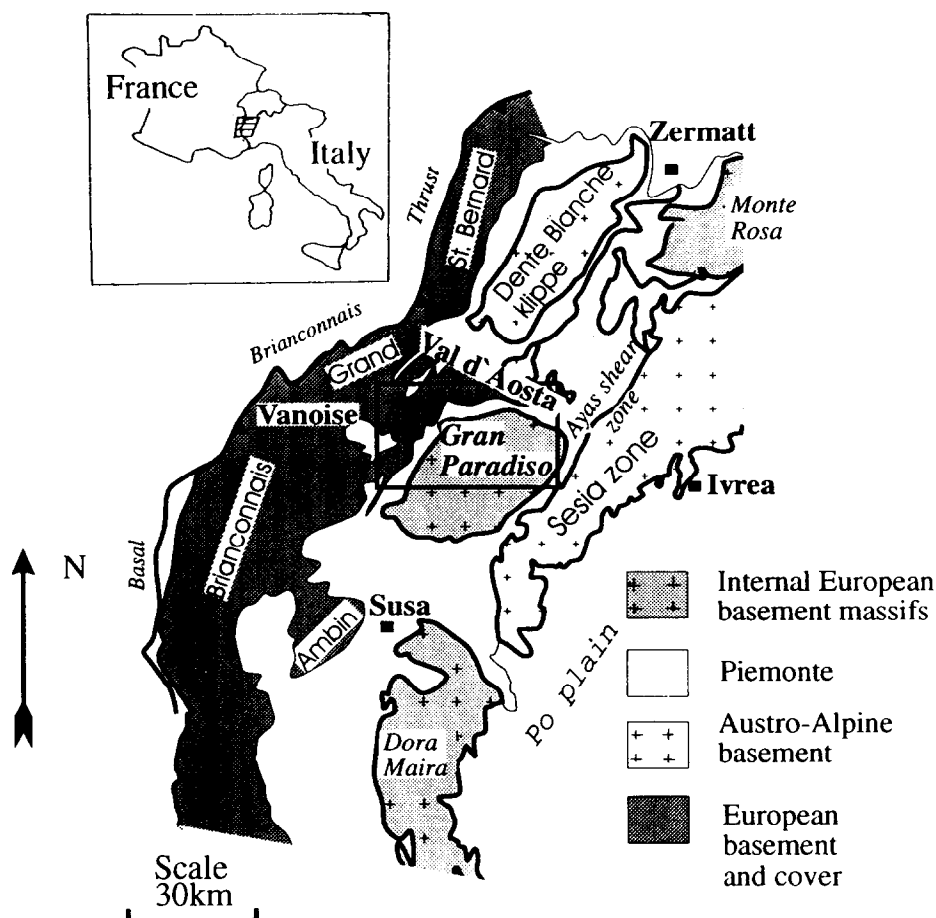 France
Italy
Zermatt
Monte
Rosa
Thrust
St. Bernard
Dente Blanche
klippe
Brianconnais
Grand
Val d`Aosta
Ayas shear
zone
Vanoise
Gran
Paradiso
Sesia zone
Ivrea
Basal
Brianconnais
N
Susa
Ambin
Po plain
Dora
Maira
Internal European
basement massifs
Piemonte
Austro-Alpine
basement
European
basement
and cover
Scale
30km